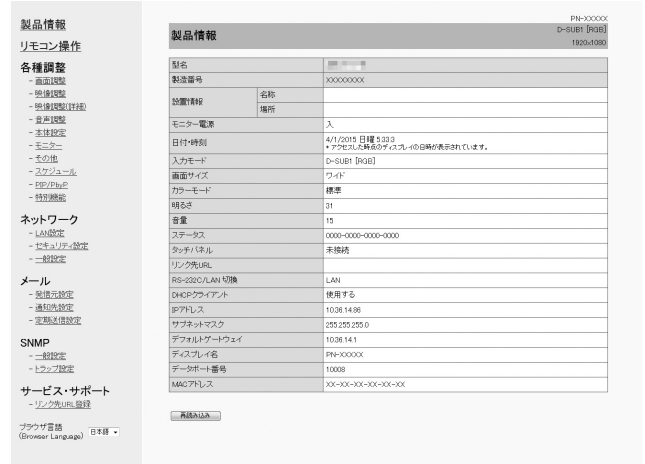 製品情報
リモコン操作
各種調整
- 画面調整
- 映像調整
- 映像調整(詳細)
- 音声調整
- 本体設定
- モニター
- その他
- スケジュール
- PIP/PbyP
- 特別機能
ネットワーク
- LAN設定
- セキュリティ設定
- 一般設定
メール
- 発信元設定
- 通知先設定
- 定期送信設定
SNMP
- 一般設定
- トラップ設定
サービス・サポート
- リンク先URL登録
ブラウザ言語
(Browser Language) 日本語
PN-XXXXX
製品情報 D-SUB1 [RGB]
1920x1080
型名
製造番号 XXXXXXXXX
設置情報 名称
場所
モニター電源 入
日付・時刻 4/1/2015 日曜 5:33:3
* アクセスした時点のディスプレイの日時が表示されています。
入力モード D-SUB1 [RGB]
画面サイズ ワイド
カラーモード 標準
明るさ 31
音量 15
ステータス 0000-0000-0000-0000
タッチパネル 未接続
リンク先URL
RS-232C/LAN 切換 LAN
DHCPクライアント 使用する
IPアドレス 10.36.14.86
サブネットマスク 255.255.255.0
デフォルトゲートウェイ 10.36.14.1
ディスプレイ名 PN-XXXXX
データポート番号 10008
MACアドレス XX-XX-XX-XX-XX-XX
再読み込み